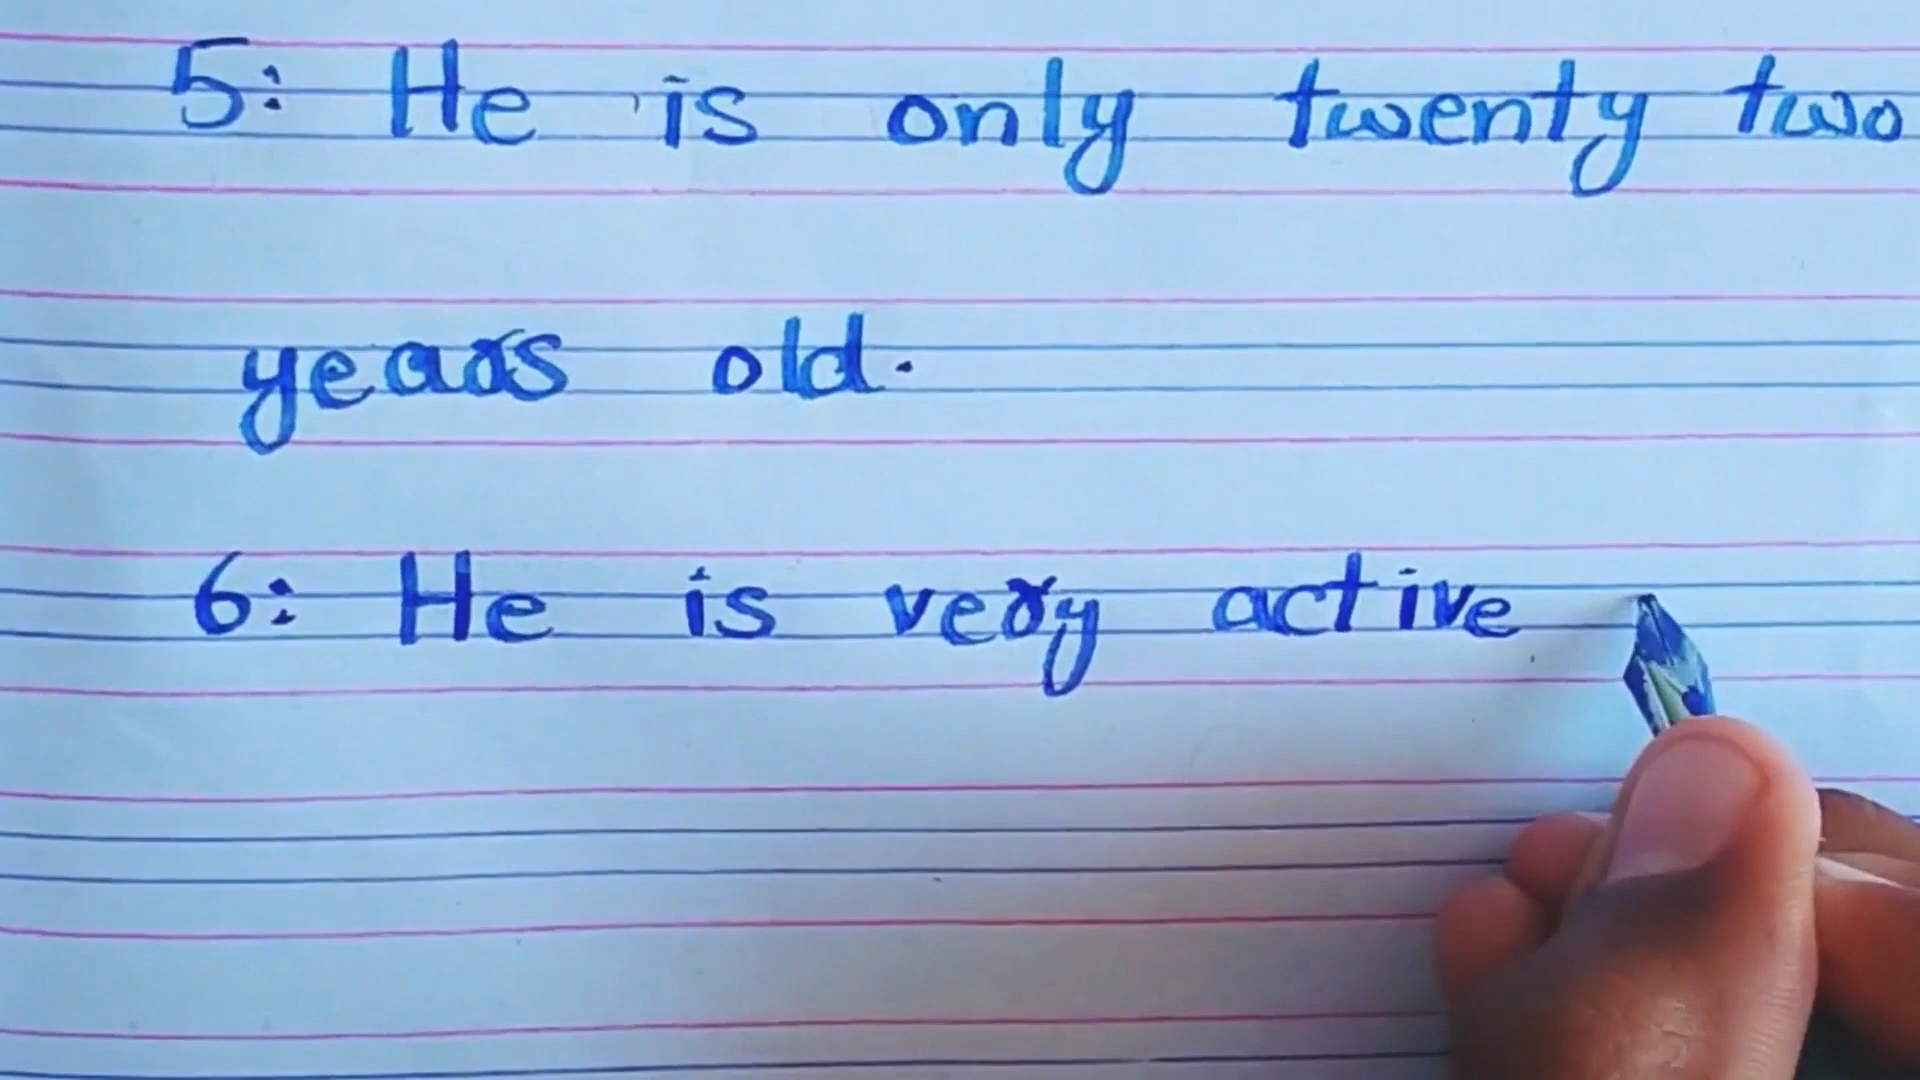 5: He is only twenty two
years old.
6: He is very active